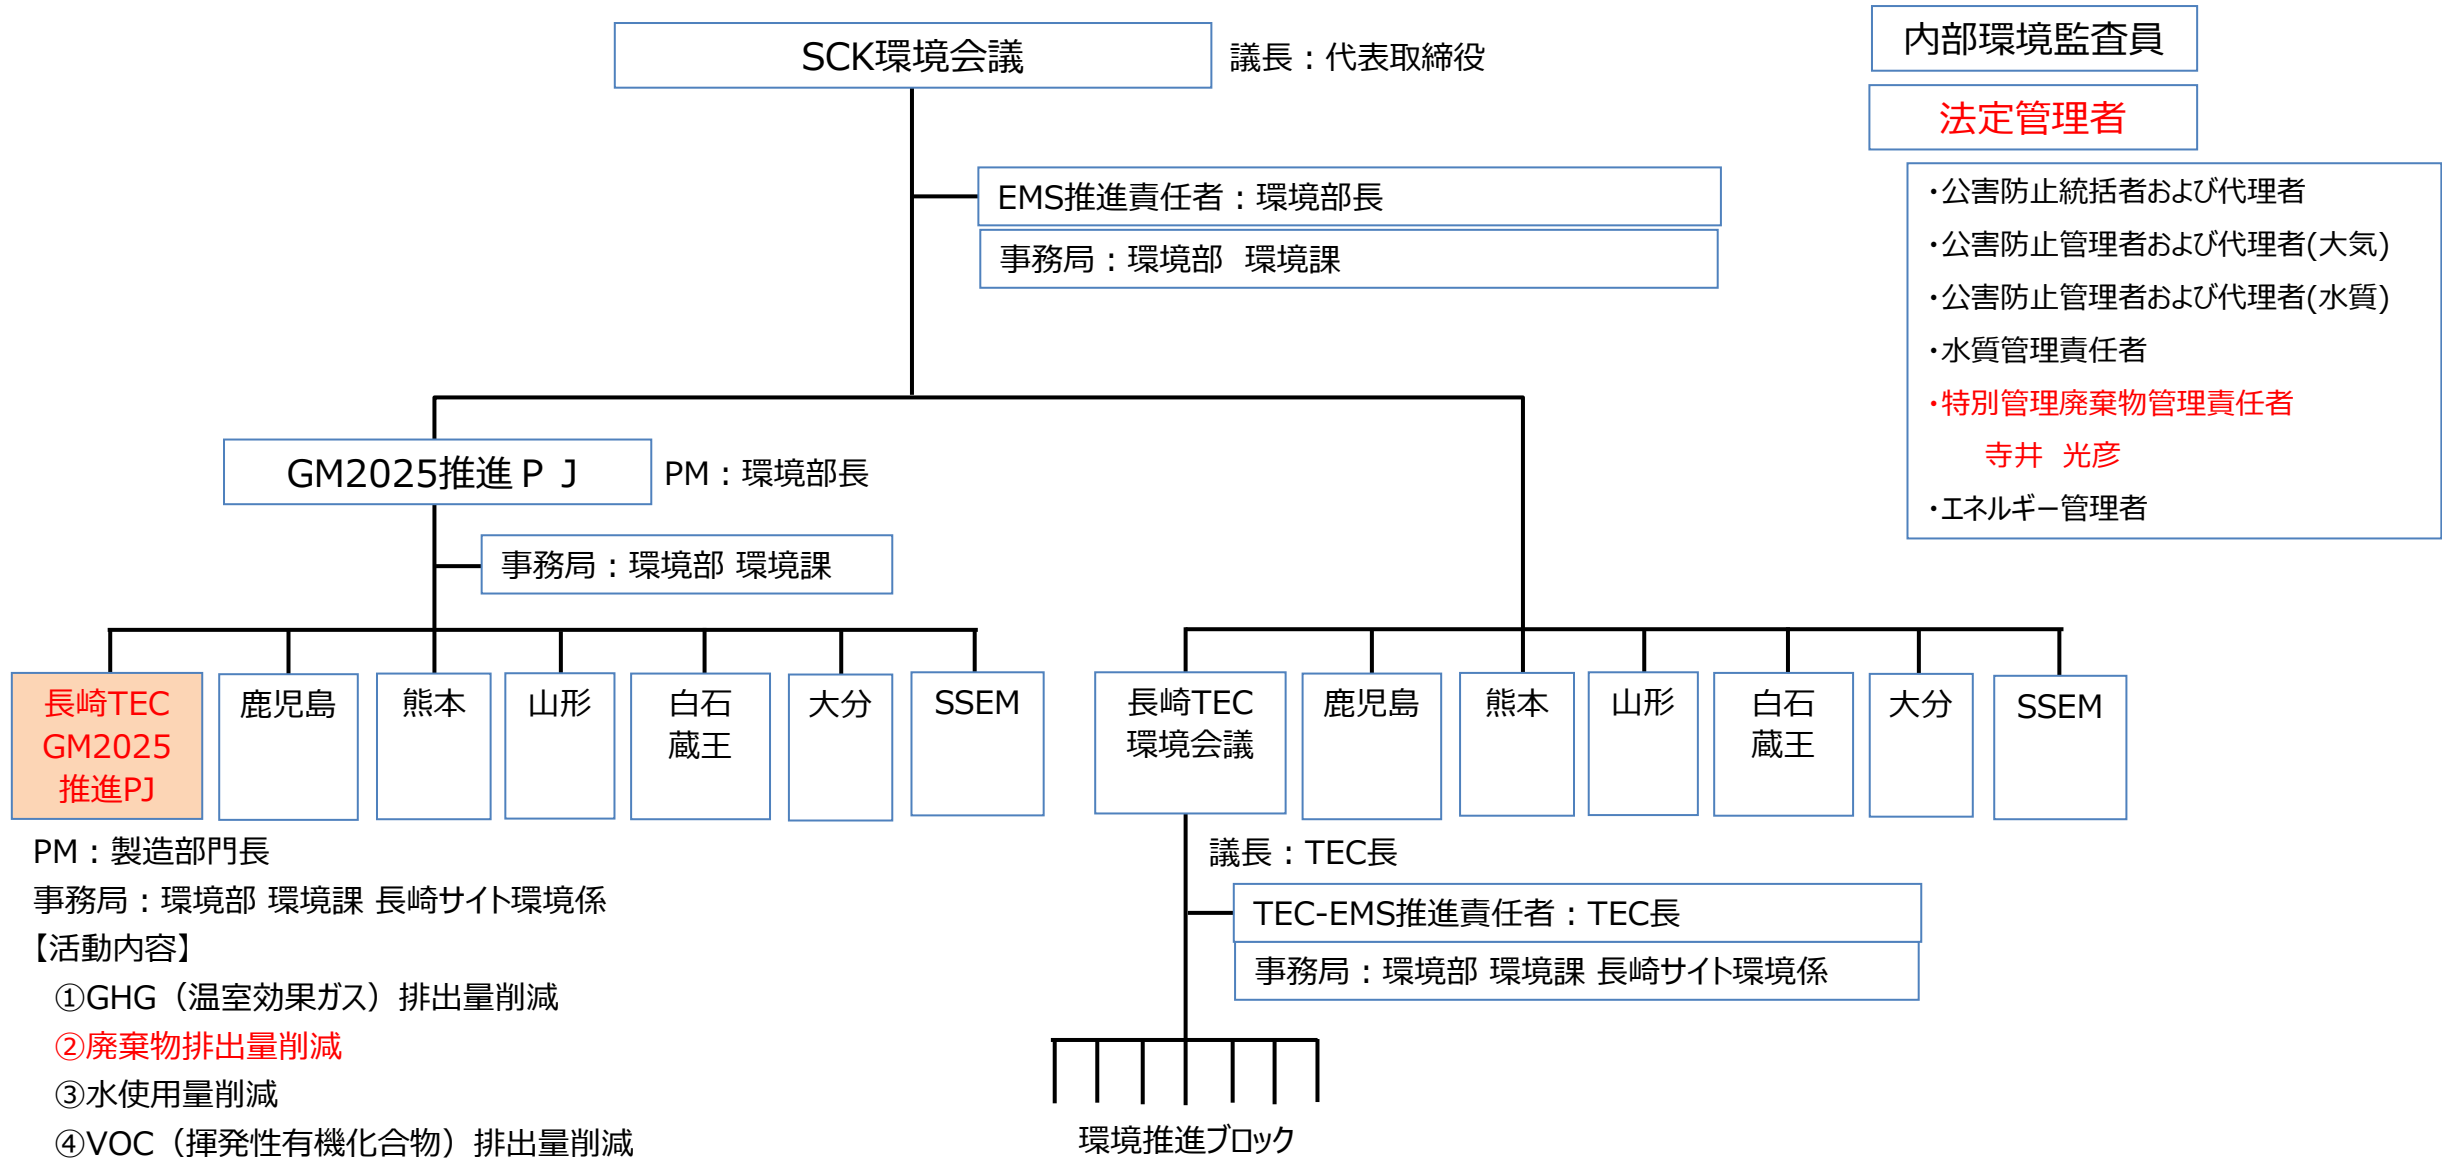 SCK環境会議
議長：代表取締役
EMS推進責任者：環境部長
事務局：環境部　環境課
内部環境監査員
法定管理者
・公害防止統括者および代理者
・公害防止管理者および代理者(大気)
・公害防止管理者および代理者(水質)
・水質管理責任者
・特別管理廃棄物管理責任者
寺井　光彦
・エネルギー管理者
GM2025推進ＰＪ
PM：環境部長
事務局：環境部 環境課
長崎TEC
GM2025
推進PJ
鹿児島
熊本
山形
白石
蔵王
大分
SSEM
PM：製造部門長
事務局：環境部 環境課 長崎サイト環境係
【活動内容】
①GHG（温室効果ガス）排出量削減
②廃棄物排出量削減
③水使用量削減
④VOC（揮発性有機化合物）排出量削減
長崎TEC
環境会議
鹿児島
熊本
山形
白石
蔵王
大分
SSEM
議長：TEC長
TEC-EMS推進責任者：TEC長
事務局：環境部 環境課 長崎サイト環境係
環境推進ブロック